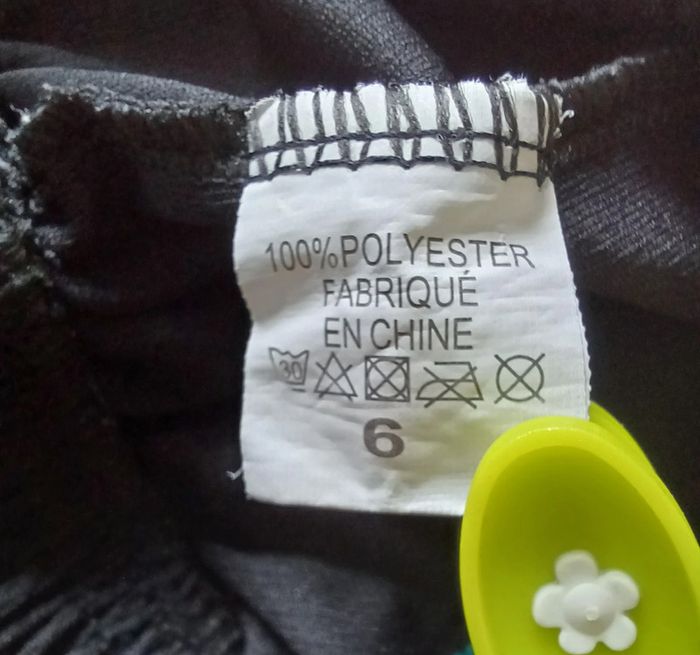 100%POLYESTER
FABRIQUÉ
EN CHINE
30
6